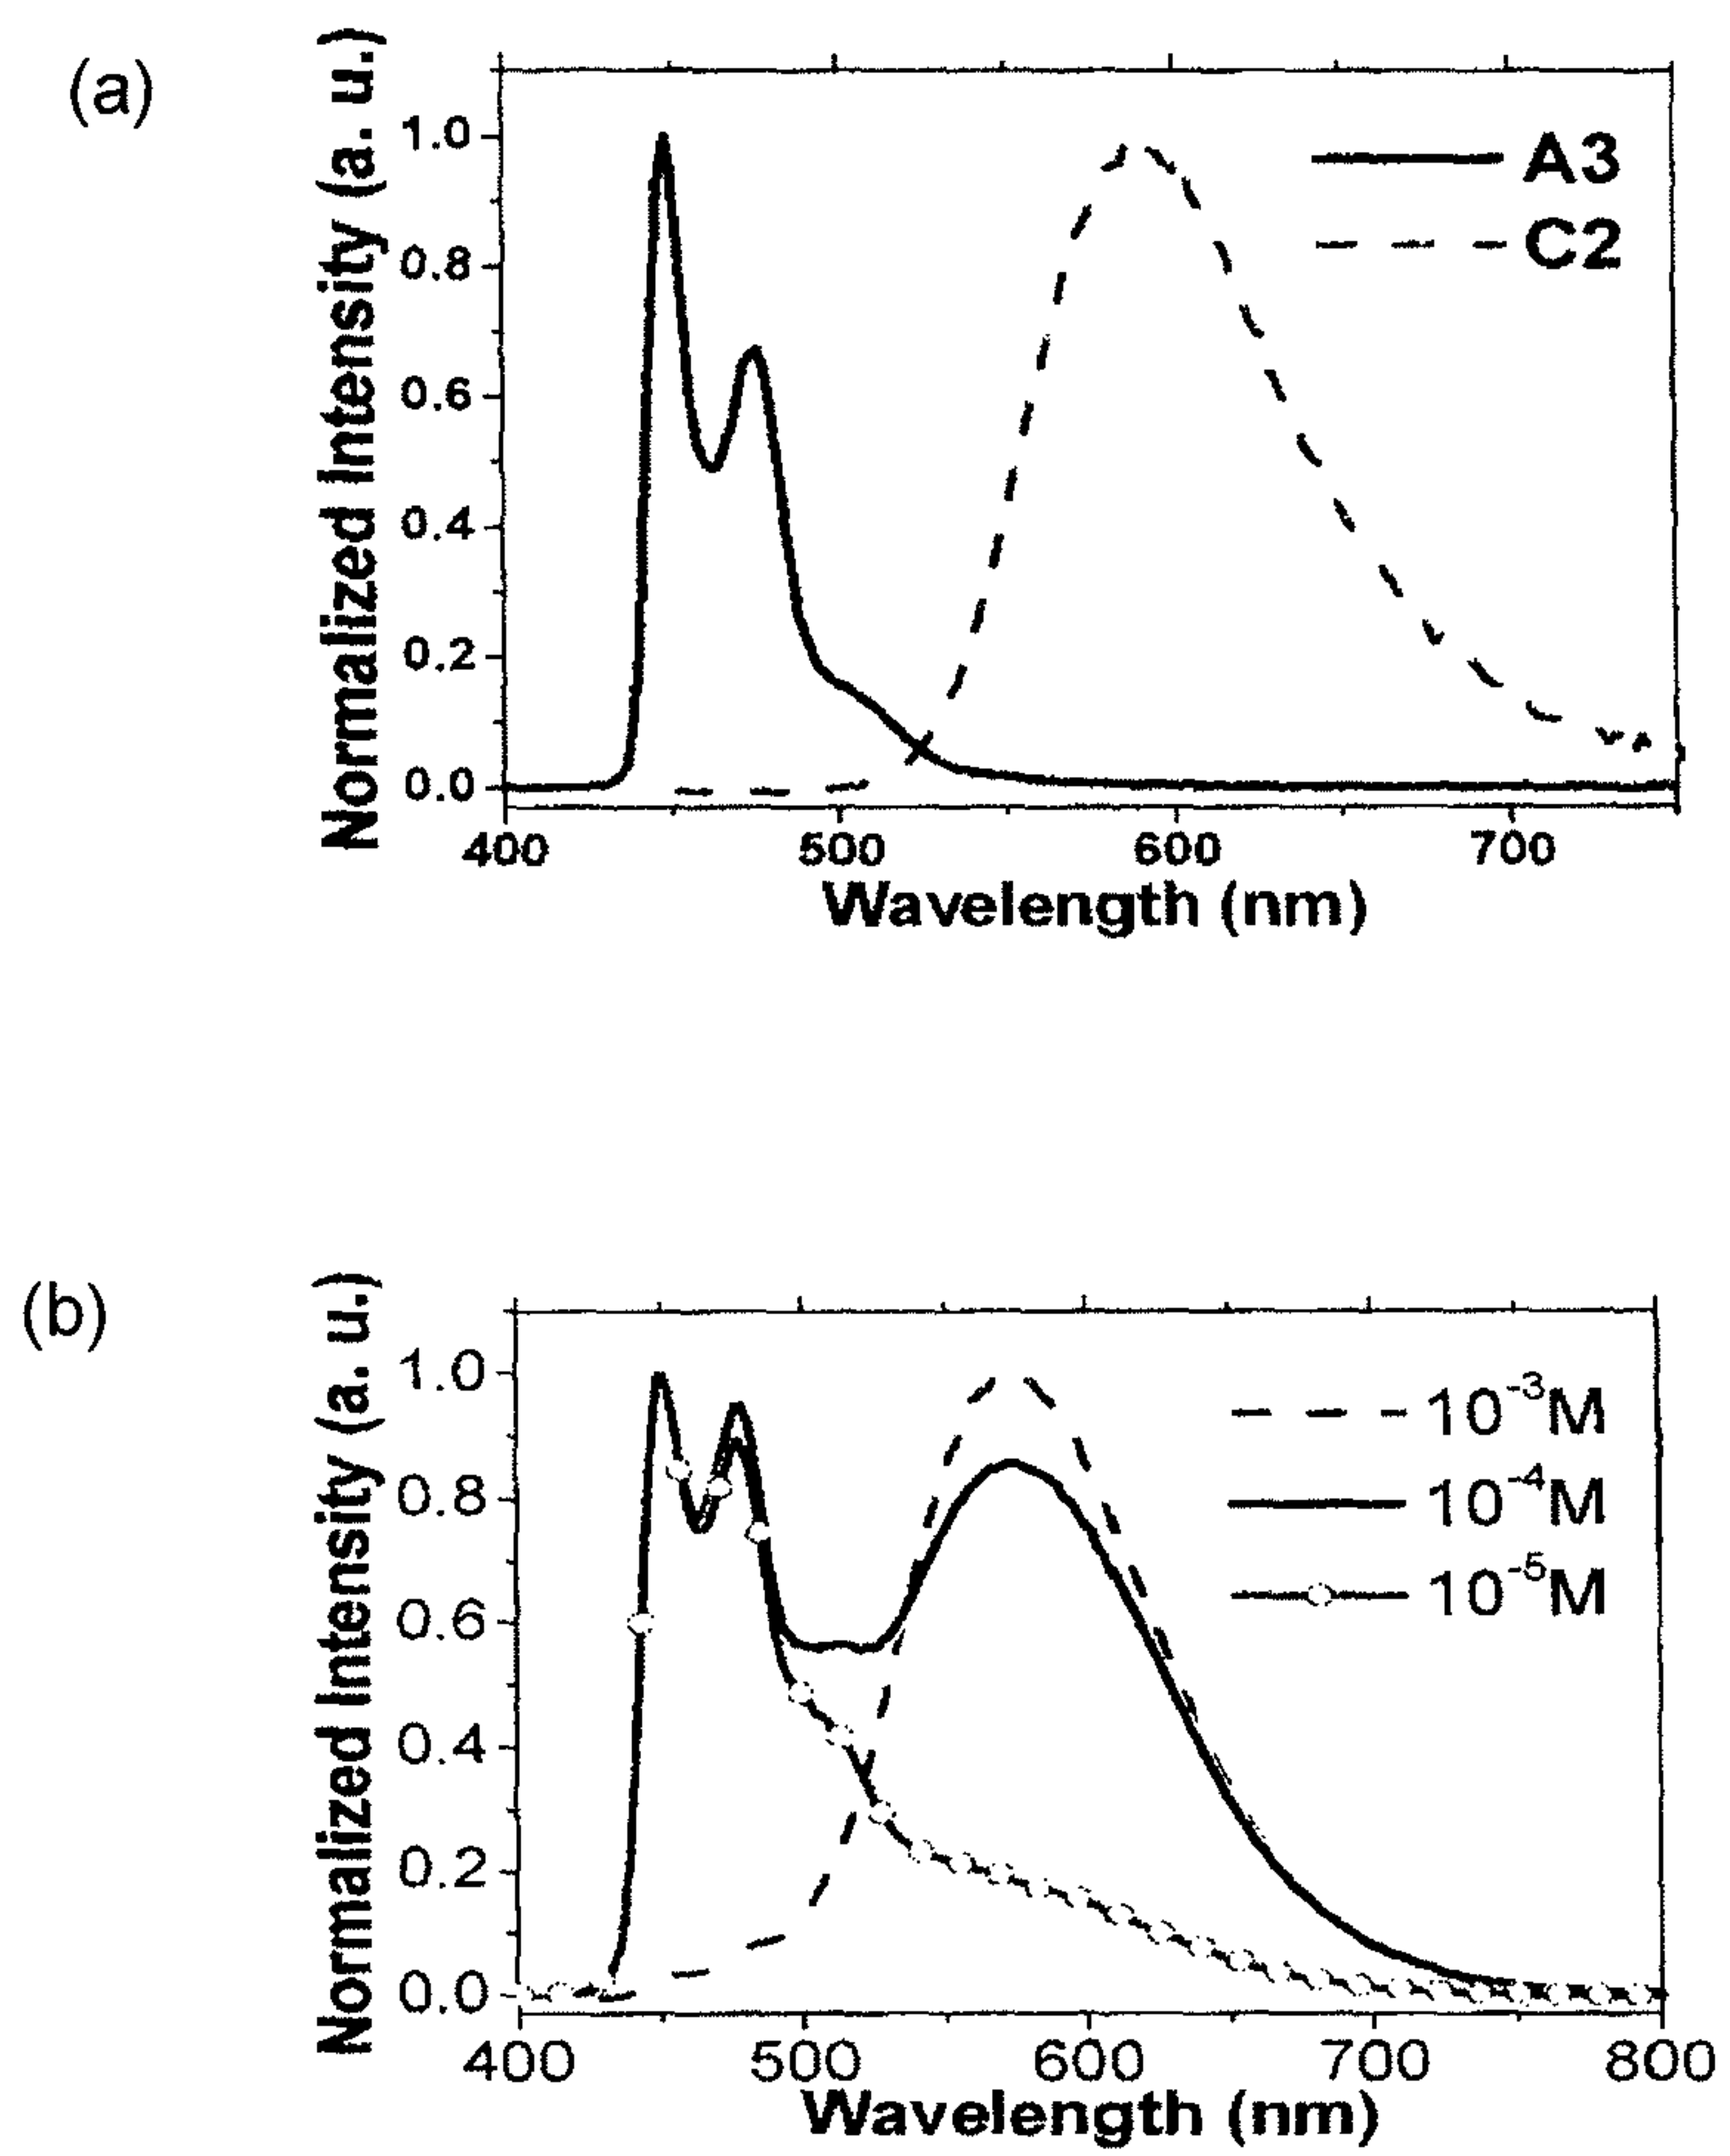 (a)
Normalized Intensity (a. u.)
1.0
0.8
0.6
0.4
0.2
0.0
A3
C2
400 500 600 700
Wavelength (nm)
(b)
Normalized Intensity (a. u.)
1.0
0.8
0.6
0.4
0.2
0.0
10⁻³M
10⁻⁴M
10⁻⁵M
400 500 600 700 800
Wavelength (nm)